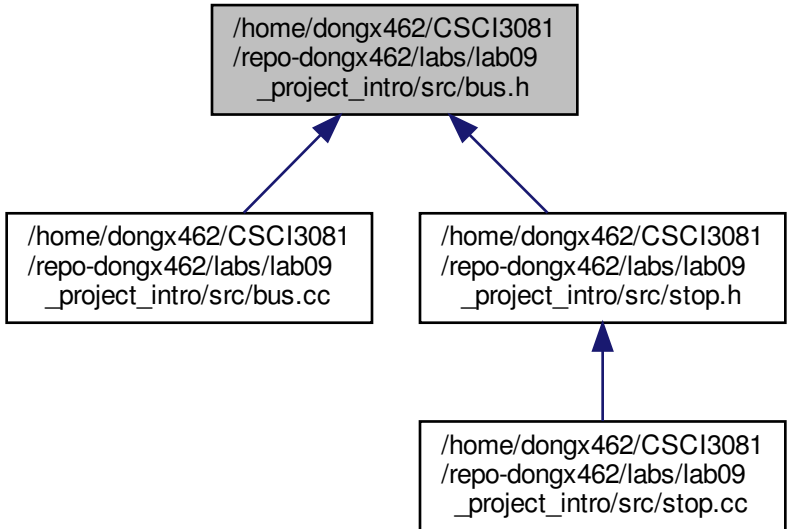 /home/dongx462/CSCI3081
/repo-dongx462/labs/lab09
_project_intro/src/bus.h
/home/dongx462/CSCI3081
/repo-dongx462/labs/lab09
_project_intro/src/bus.cc
/home/dongx462/CSCI3081
/repo-dongx462/labs/lab09
_project_intro/src/stop.h
/home/dongx462/CSCI3081
/repo-dongx462/labs/lab09
_project_intro/src/stop.cc